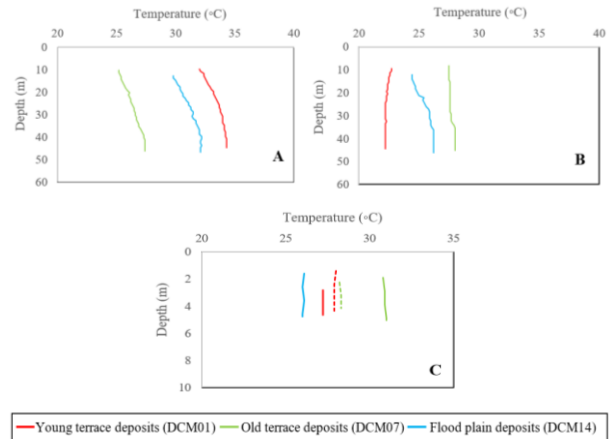 Temperature (◦C)
20 25 30 35 40
Depth (m)
0
10
20
30
40
50
60
A
Temperature (◦C)
20 25 30 35 40
Depth (m)
0
10
20
30
40
50
60
B
Temperature (◦C)
20 25 30 35
Depth (m)
0
2
4
6
8
10
C
Young terrace deposits (DCM01) Old terrace deposits (DCM07) Flood plain deposits (DCM14)